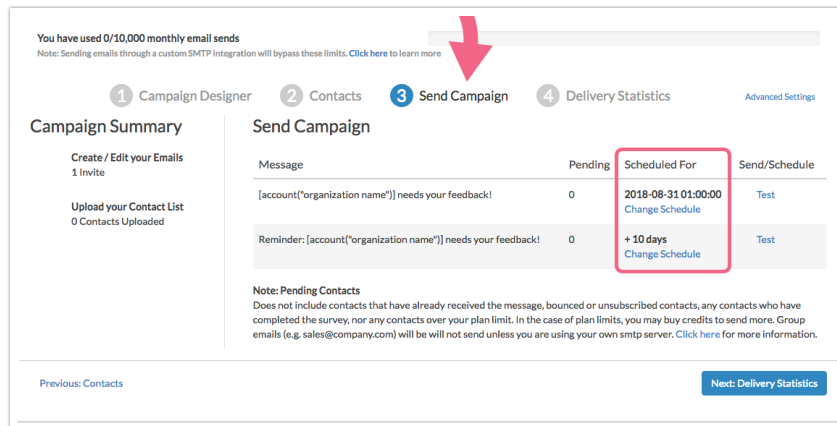 You have used 0/10,000 monthly email sends
Note: Sending emails through a custom SMTP integration will bypass these limits. Click here to learn more
1 Campaign Designer 2 Contacts 3 Send Campaign 4 Delivery Statistics Advanced Settings
Campaign Summary
Create / Edit your Emails
1 Invite
Upload your Contact List
0 Contacts Uploaded
Send Campaign
Message Pending Scheduled For Send/Schedule
[account("organization name")] needs your feedback! 0 2018-08-31 01:00:00 Test
Change Schedule
Reminder: [account("organization name")] needs your feedback! 0 + 10 days Test
Change Schedule
Note: Pending Contacts
Does not include contacts that have already received the message, bounced or unsubscribed contacts, any contacts who have
completed the survey, nor any contacts over your plan limit. In the case of plan limits, you may buy credits to send more. Group
emails (e.g. sales@company.com) will be will not send unless you are using your own smtp server. Click here for more information.
Previous: Contacts Next: Delivery Statistics